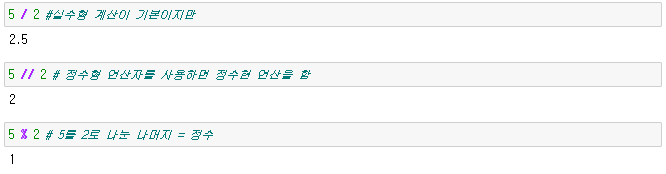 5 / 2 #실수형 계산이 기본이지만
2.5
5 // 2 # 정수형 연산자를 사용하면 정수현 연산을 함
2
5 % 2 # 5를 2로 나눈 나머지 = 정수
1